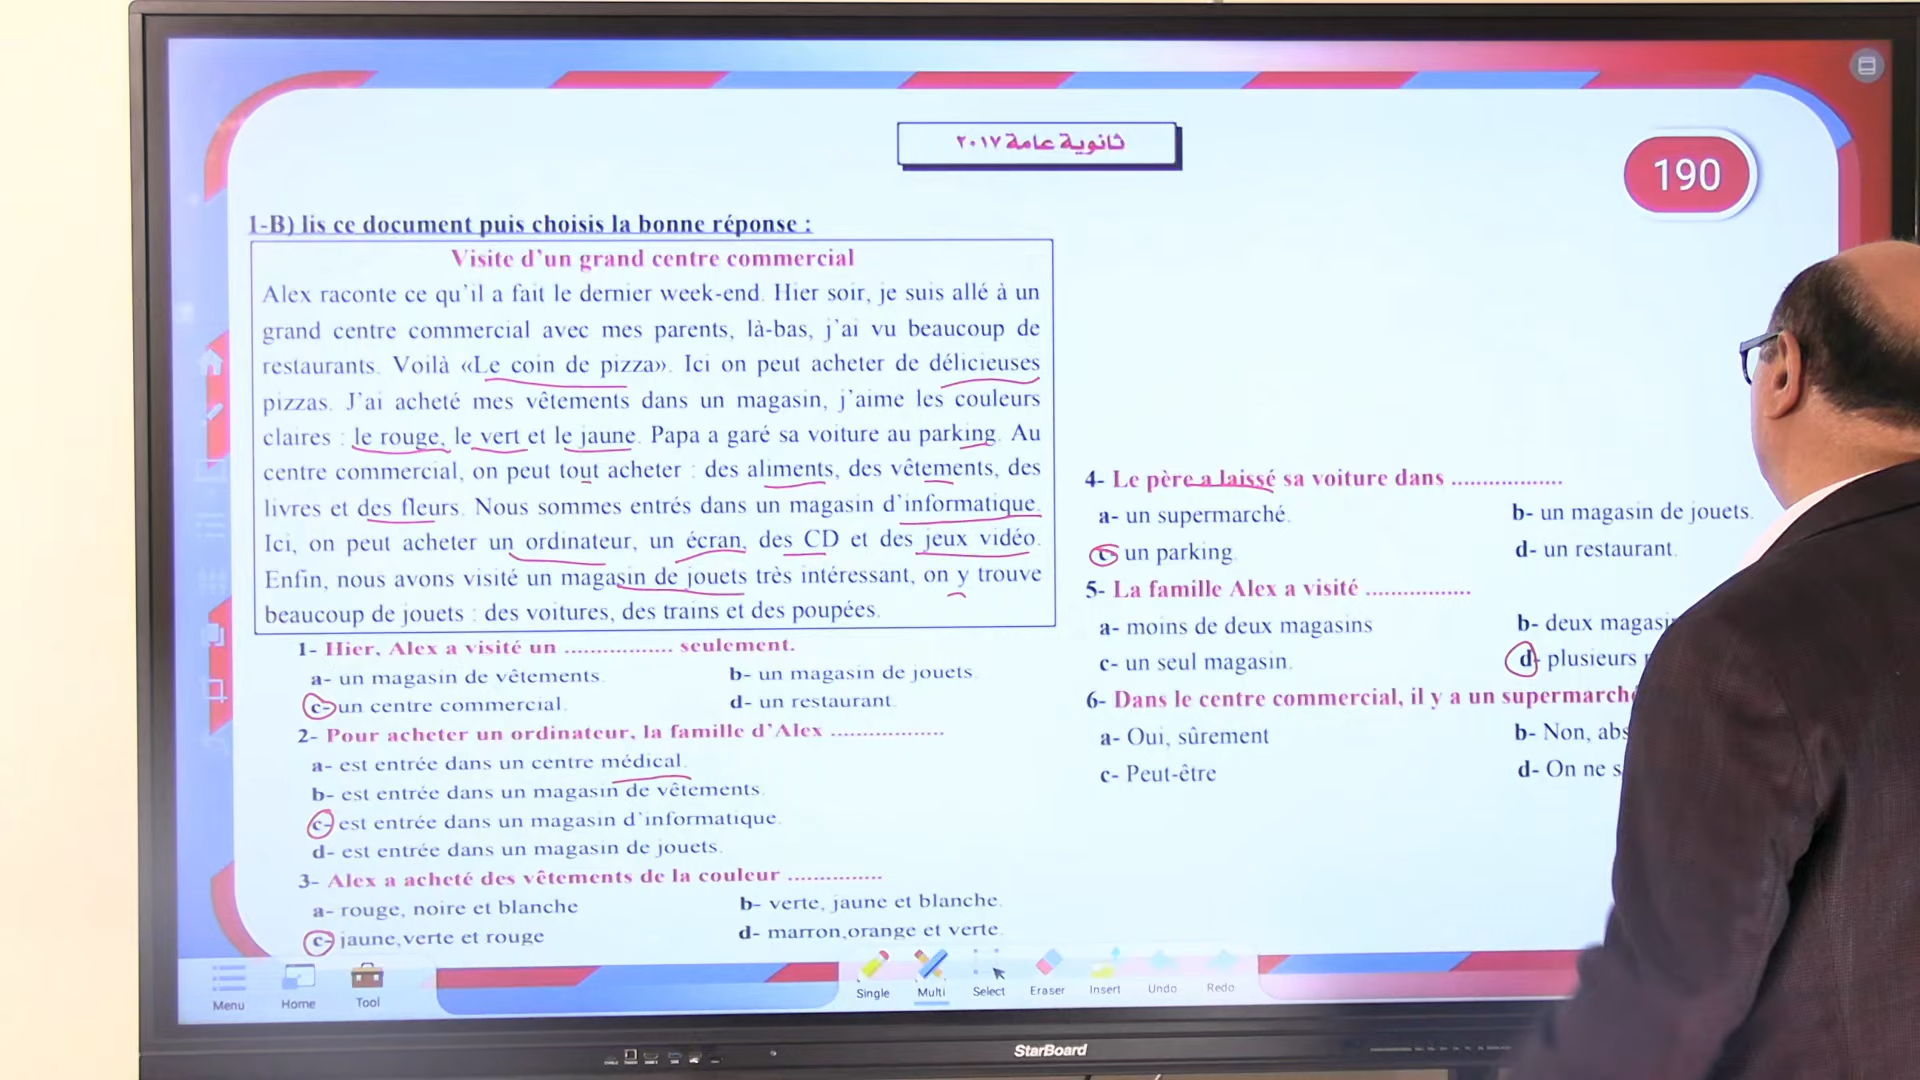 ثانوية عامة ٢٠١٧
190
1-B) lis ce document puis choisis la bonne réponse :
Visite d'un grand centre commercial
Alex raconte ce qu'il a fait le dernier week-end. Hier soir, je suis allé à un
grand centre commercial avec mes parents, là-bas, j'ai vu beaucoup de
restaurants. Voilà «Le coin de pizza». Ici on peut acheter de délicieuses
pizzas. J'ai acheté mes vêtements dans un magasin, j'aime les couleurs
claires : le rouge, le vert et le jaune. Papa a garé sa voiture au parking. Au
centre commercial, on peut tout acheter : des aliments, des vêtements, des
livres et des fleurs. Nous sommes entrés dans un magasin d'informatique.
Ici, on peut acheter un ordinateur, un écran, des CD et des jeux vidéo.
Enfin, nous avons visité un magasin de jouets très intéressant, on y trouve
beaucoup de jouets : des voitures, des trains et des poupées.
1- Hier, Alex a visité un ................. seulement.
a- un magasin de vêtements.
b- un magasin de jouets
c- un centre commercial.
d- un restaurant.
2- Pour acheter un ordinateur, la famille d'Alex ..................
a- est entrée dans un centre médical.
b- est entrée dans un magasin de vêtements.
c- est entrée dans un magasin d'informatique.
d- est entrée dans un magasin de jouets.
3- Alex a acheté des vêtements de la couleur ...............
a- rouge, noire et blanche
b- verte, jaune et blanche.
c- jaune,verte et rouge
d- marron,orange et verte.
4- Le père a laissé sa voiture dans .................
a- un supermarché.
b- un magasin de jouets.
c- un parking.
d- un restaurant.
5- La famille Alex a visité ................
a- moins de deux magasins
b- deux
c- un seul magasin.
d- plusieurs
6- Dans le centre commercial, il y a un
a- Oui, sûrement
b- Non,
c- Peut-être
d- On ne
Menu
Home
Tool
Single
Multi
Select
Eraser
Insert
Undo
Redo
StarBoard